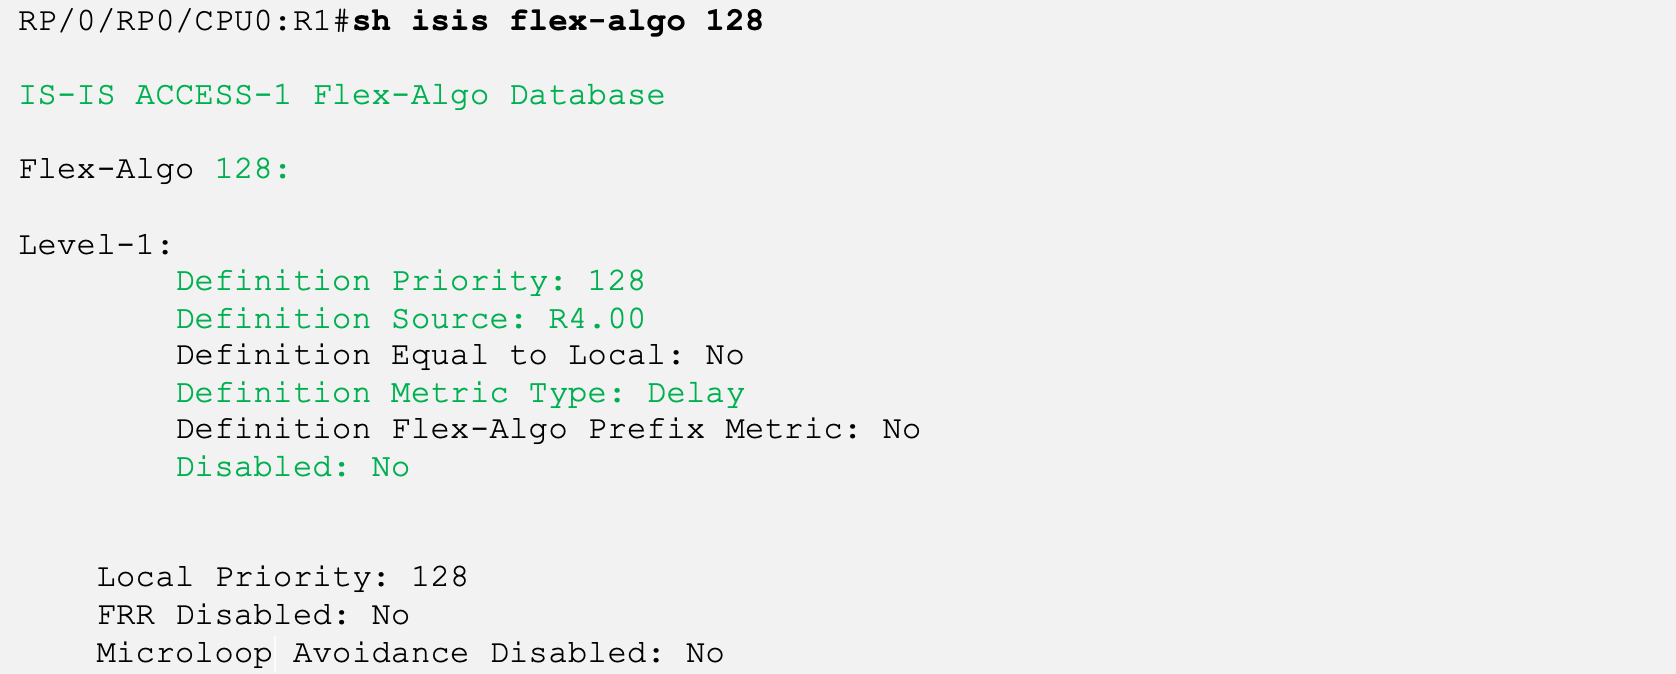 RP/0/RP0/CPU0:R1#sh isis flex-algo 128
IS-IS ACCESS-1 Flex-Algo Database
Flex-Algo 128:
Level-1:
Definition Priority: 128
Definition Source: R4.00
Definition Equal to Local: No
Definition Metric Type: Delay
Definition Flex-Algo Prefix Metric: No
Disabled: No
Local Priority: 128
FRR Disabled: No
Microloop Avoidance Disabled: No